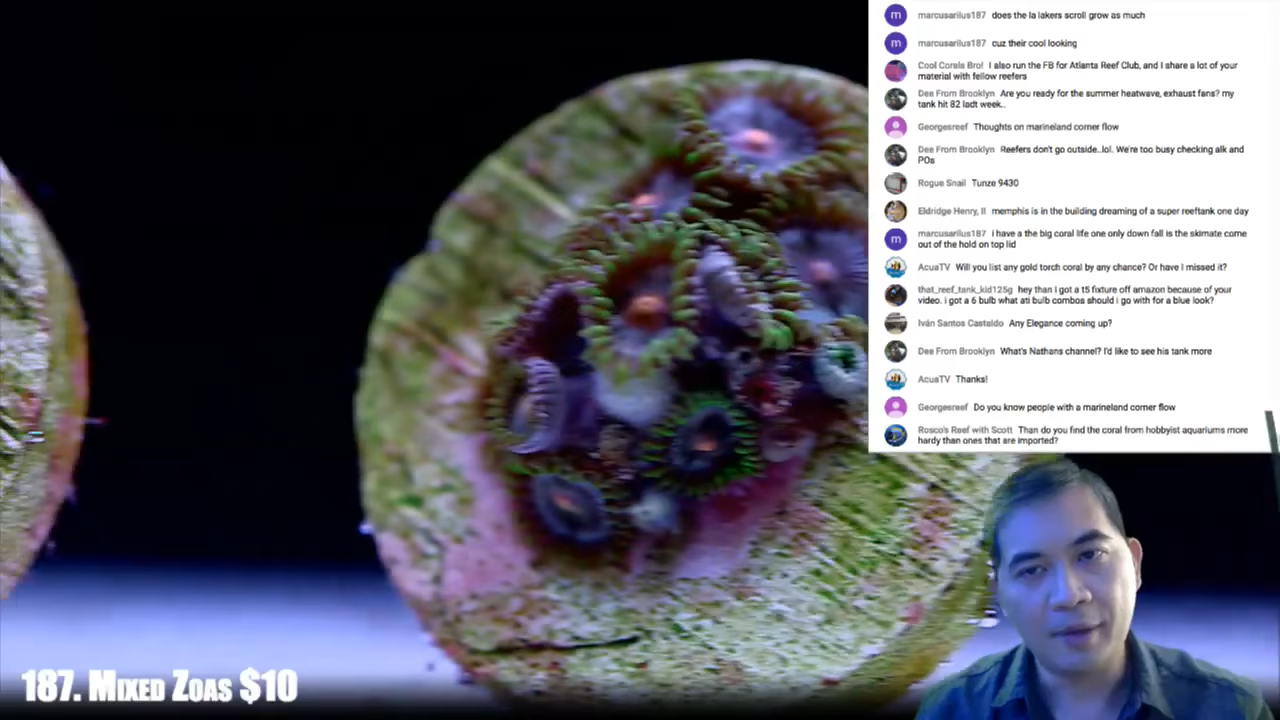 m marcusarilus187 does the la lakers scroll grow as much
m marcusarilus187 cuz their cool looking
Cool Corals Bro! I also run the FB for Atlanta Reef Club, and I share a lot of your
material with fellow reefers
Dee From Brooklyn Are you ready for the summer heatwave, exhaust fans? my
tank hit 82 ladt week..
Georgesreef Thoughts on marineland corner flow
Dee From Brooklyn Reefers don't go outside..lol. We're too busy checking alk and
POs
Rogue Snail Tunze 9430
Eldridge Henry, II memphis is in the building dreaming of a super reeftank one day
m marcusarilus187 i have a the big coral life one only down fall is the skimate come
out of the hold on top lid
AcuaTV Will you list any gold torch coral by any chance? Or have I missed it?
that_reef_tank_kid125g hey than i got a t5 fixture off amazon because of your
video. i got a 6 bulb what ati bulb combos should i go with for a blue look?
Iván Santos Castaldo Any Elegance coming up?
Dee From Brooklyn What's Nathans channel? I'd like to see his tank more
AcuaTV Thanks!
Georgesreef Do you know people with a marineland corner flow
Rosco's Reef with Scott Than do you find the coral from hobbyist aquariums more
hardy than ones that are imported?
187. Mixed Zoas $10